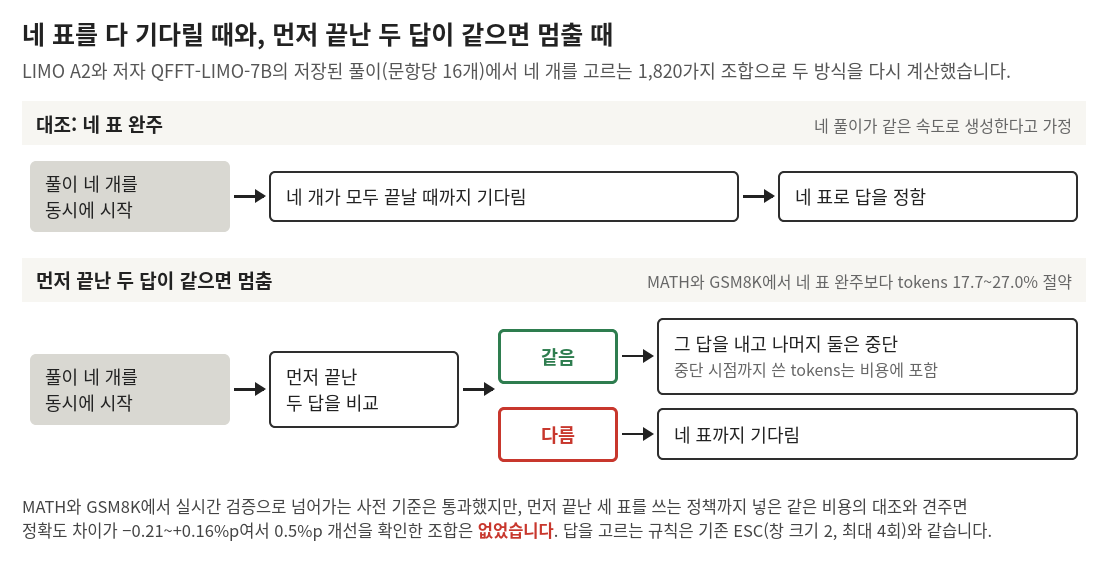 네 표를 다 기다릴 때와, 먼저 끝난 두 답이 같으면 멈출 때
LIMO A2와 저자 QFFT-LIMO-7B의 저장된 풀이(문항당 16개)에서 네 개를 고르는 1,820가지 조합으로 두 방식을 다시 계산했습니다.
대조: 네 표 완주
네 풀이가 같은 속도로 생성한다고 가정
풀이 네 개를
동시에 시작
네 개가 모두 끝날 때까지 기다림
네 표로 답을 정함
먼저 끝난 두 답이 같으면 멈춤
MATH와 GSM8K에서 네 표 완주보다 tokens 17.7~27.0% 절약
풀이 네 개를
동시에 시작
먼저 끝난
두 답을 비교
같음
그 답을 내고 나머지 둘은 중단
중단 시점까지 쓴 tokens는 비용에 포함
다름
네 표까지 기다림
MATH와 GSM8K에서 실시간 검증으로 넘어가는 사전 기준은 통과했지만, 먼저 끝난 세 표를 쓰는 정책까지 넣은 같은 비용의 대조와 견주면
정확도 차이가 −0.21~+0.16%p여서 0.5%p 개선을 확인한 조합은 없었습니다. 답을 고르는 규칙은 기존 ESC(창 크기 2, 최대 4회)와 같습니다.